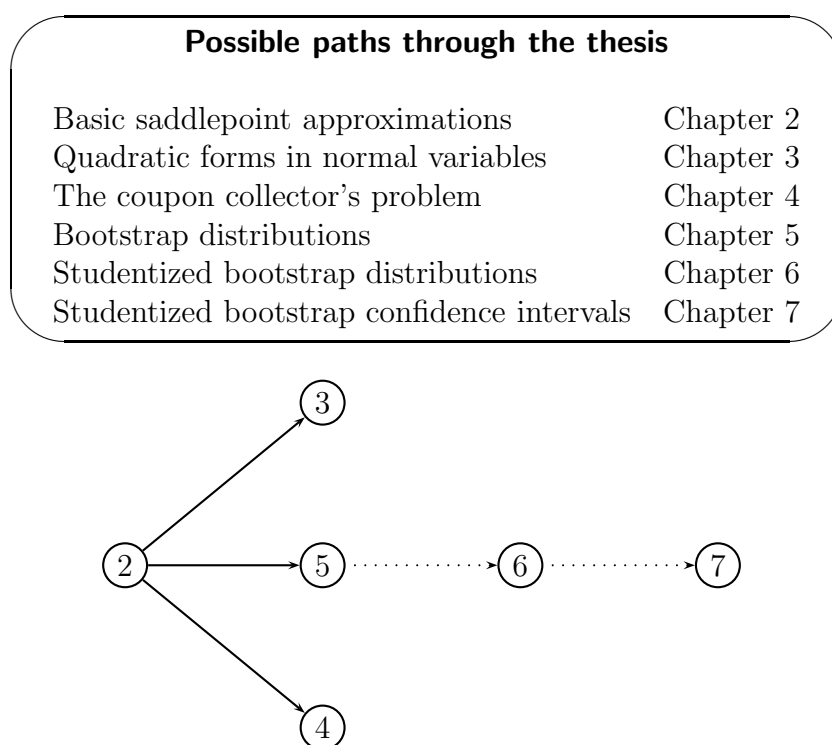 Possible paths through the thesis
Basic saddlepoint approximations Chapter 2
Quadratic forms in normal variables Chapter 3
The coupon collector's problem Chapter 4
Bootstrap distributions Chapter 5
Studentized bootstrap distributions Chapter 6
Studentized bootstrap confidence intervals Chapter 7
3
2 5 6 7
4